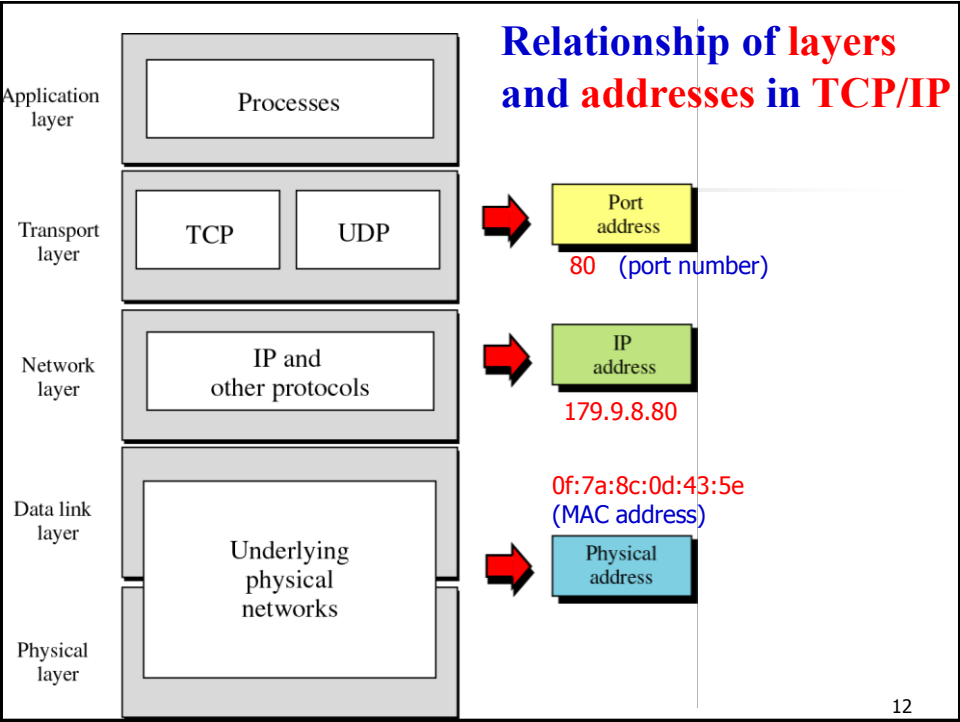 Relationship of layers
and addresses in TCP/IP
Application
layer
Processes
Transport
layer
TCP
UDP
Port
address
80 (port number)
Network
layer
IP and
other protocols
IP
address
179.9.8.80
Data link
layer
0f:7a:8c:0d:43:5e
(MAC address)
Underlying
physical
networks
Physical
address
Physical
layer
12